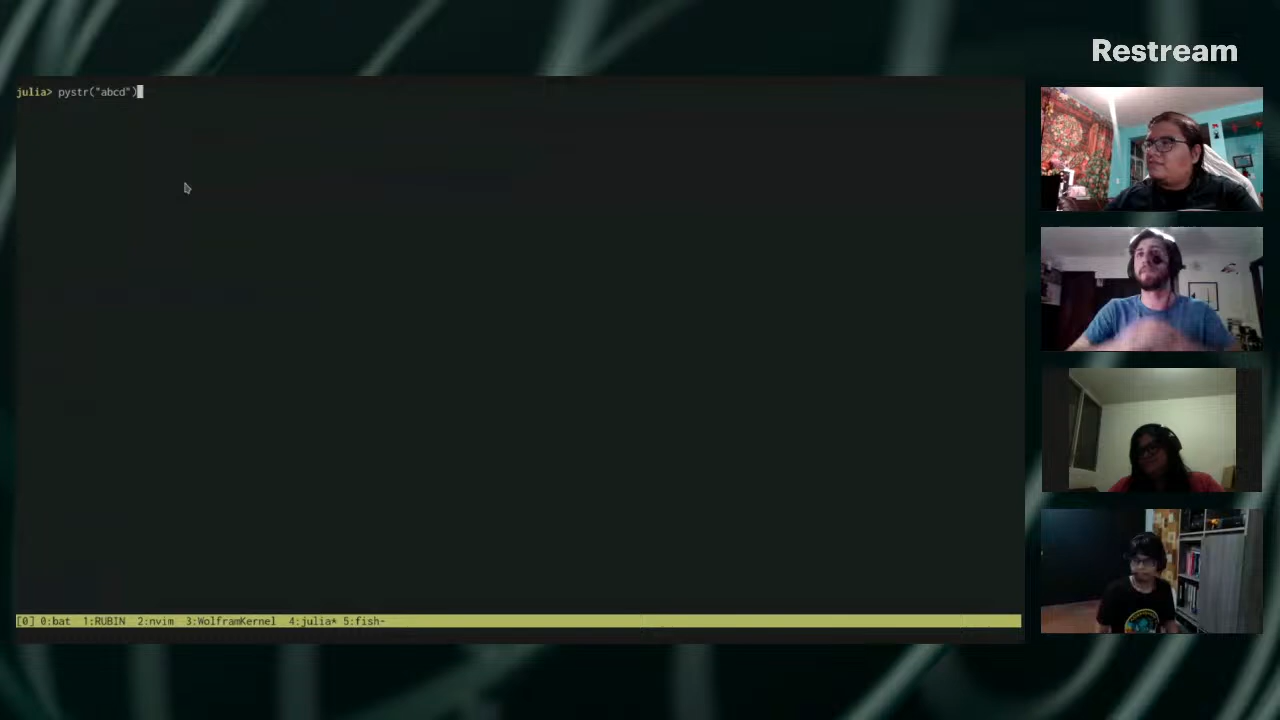 Restream
julia> pystr("abcd")
[0] 0:bat  1:RUBIN  2:nvim  3:WolframKernel  4:julia* 5:fish-